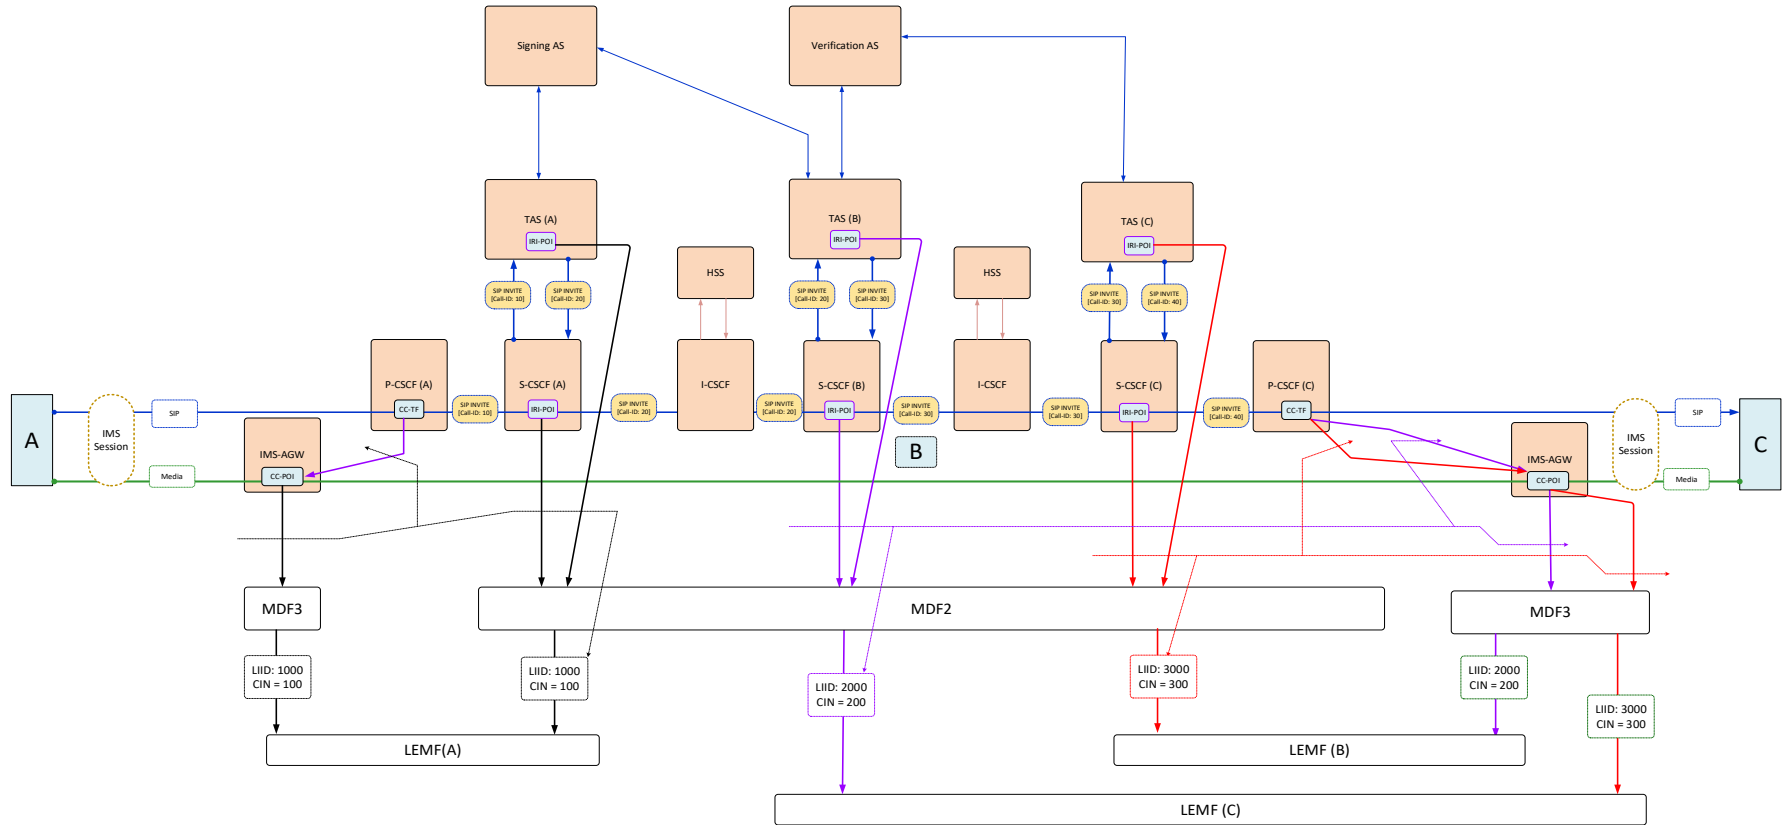 Signing AS
Verification AS
TAS (A)
IRI-POI
TAS (B)
IRI-POI
TAS (C)
IRI-POI
HSS
HSS
SIP INVITE
[Call-ID: 10]
SIP INVITE
[Call-ID: 20]
SIP INVITE
[Call-ID: 20]
SIP INVITE
[Call-ID: 30]
SIP INVITE
[Call-ID: 30]
SIP INVITE
[Call-ID: 40]
P-CSCF (A)
CC-TF
S-CSCF (A)
IRI-POI
I-CSCF
S-CSCF (B)
IRI-POI
I-CSCF
S-CSCF (C)
IRI-POI
P-CSCF (C)
CC-TF
SIP INVITE
[Call-ID: 10]
SIP INVITE
[Call-ID: 20]
SIP INVITE
[Call-ID: 20]
SIP INVITE
[Call-ID: 30]
SIP INVITE
[Call-ID: 30]
SIP INVITE
[Call-ID: 40]
A
IMS
Session
SIP
Media
IMS-AGW
CC-POI
B
IMS-AGW
CC-POI
IMS
Session
SIP
Media
C
MDF3
MDF2
MDF3
LIID: 1000
CIN = 100
LIID: 1000
CIN = 100
LIID: 2000
CIN = 200
LIID: 3000
CIN = 300
LIID: 2000
CIN = 200
LIID: 3000
CIN = 300
LEMF(A)
LEMF (B)
LEMF (C)